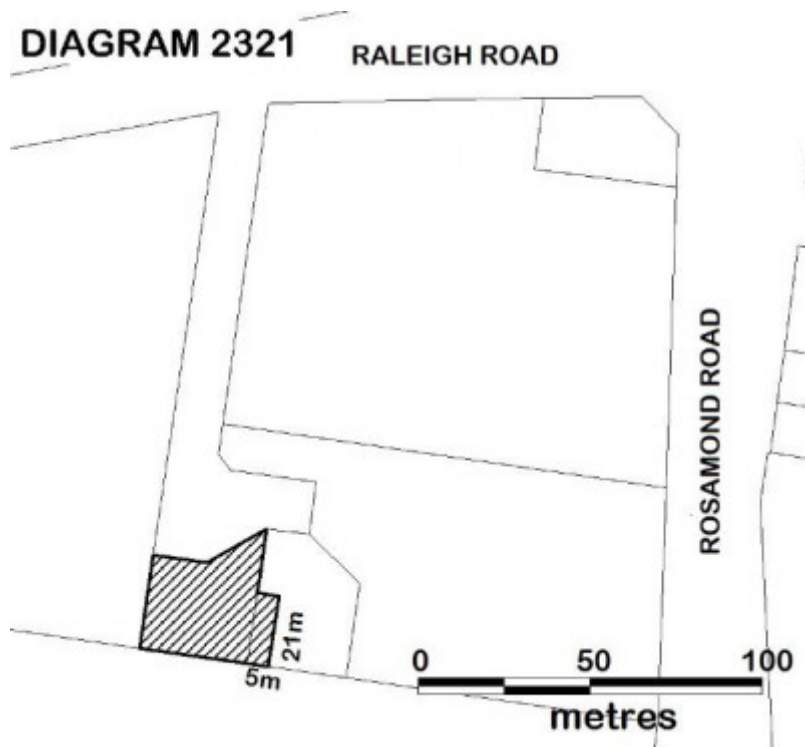 DIAGRAM 2321
RALEIGH ROAD
ROSAMOND ROAD
21m
5m
0 50 100
metres